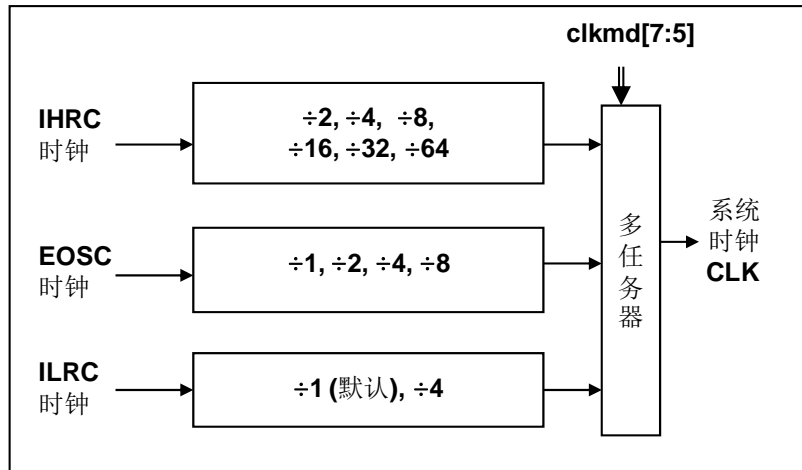 clkmd[7:5]
IHRC
时钟
÷2, ÷4, ÷8,
÷16, ÷32, ÷64
EOSC
时钟
÷1, ÷2, ÷4, ÷8
ILRC
时钟
÷1 (默认), ÷4
多任务器
系统
时钟
CLK